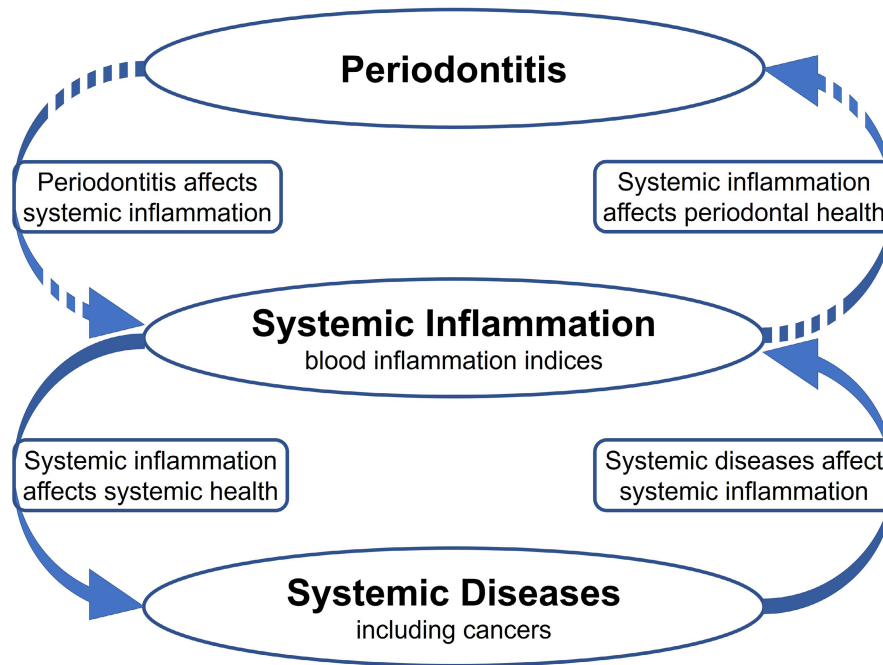 Periodontitis
Periodontitis affects
systemic inflammation
Systemic inflammation
affects periodontal health
Systemic Inflammation
blood inflammation indices
Systemic inflammation
affects systemic health
Systemic diseases affect
systemic inflammation
Systemic Diseases
including cancers